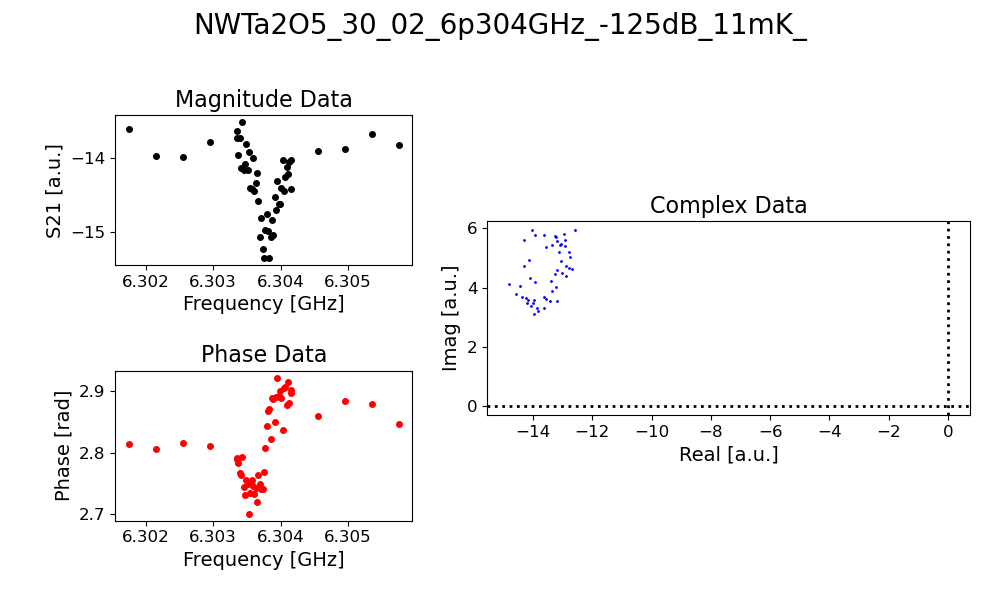 NWTa2O5_30_02_6p304GHz_-125dB_11mK_
Magnitude Data
S21 [a.u.]
−14
−15
6.302 6.303 6.304 6.305
Frequency [GHz]
Phase Data
Phase [rad]
2.9
2.8
2.7
6.302 6.303 6.304 6.305
Frequency [GHz]
Complex Data
Imag [a.u.]
6
4
2
0
−14 −12 −10 −8 −6 −4 −2 0
Real [a.u.]